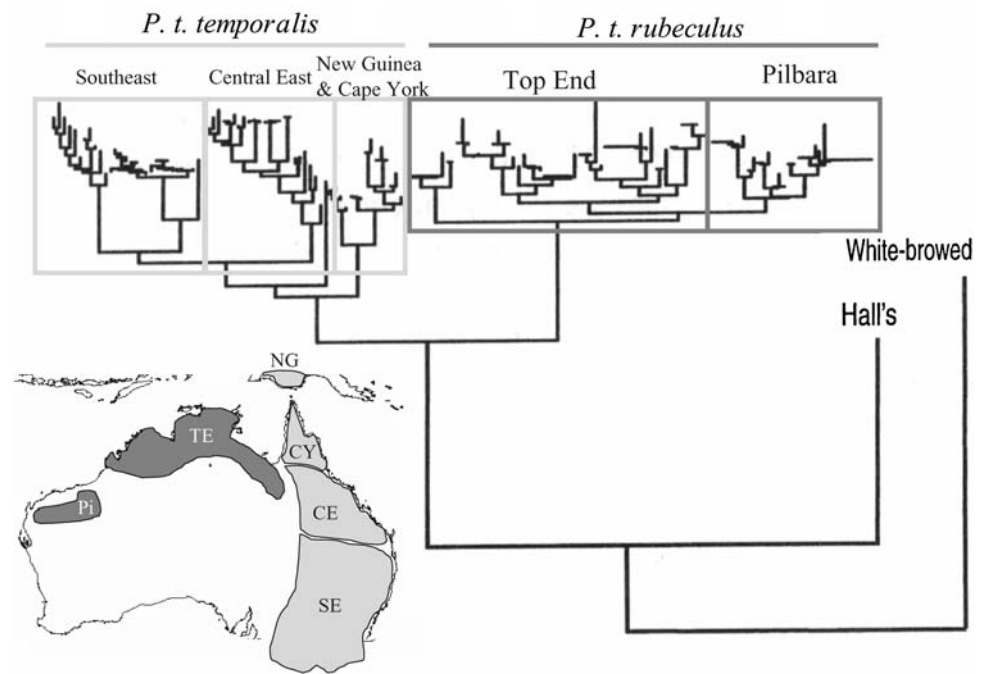 P. t. temporalis
P. t. rubeculus
Southeast
Central East
New Guinea
& Cape York
Top End
Pilbara
White-browed
Hall's
NG
TE
CY
Pi
CE
SE